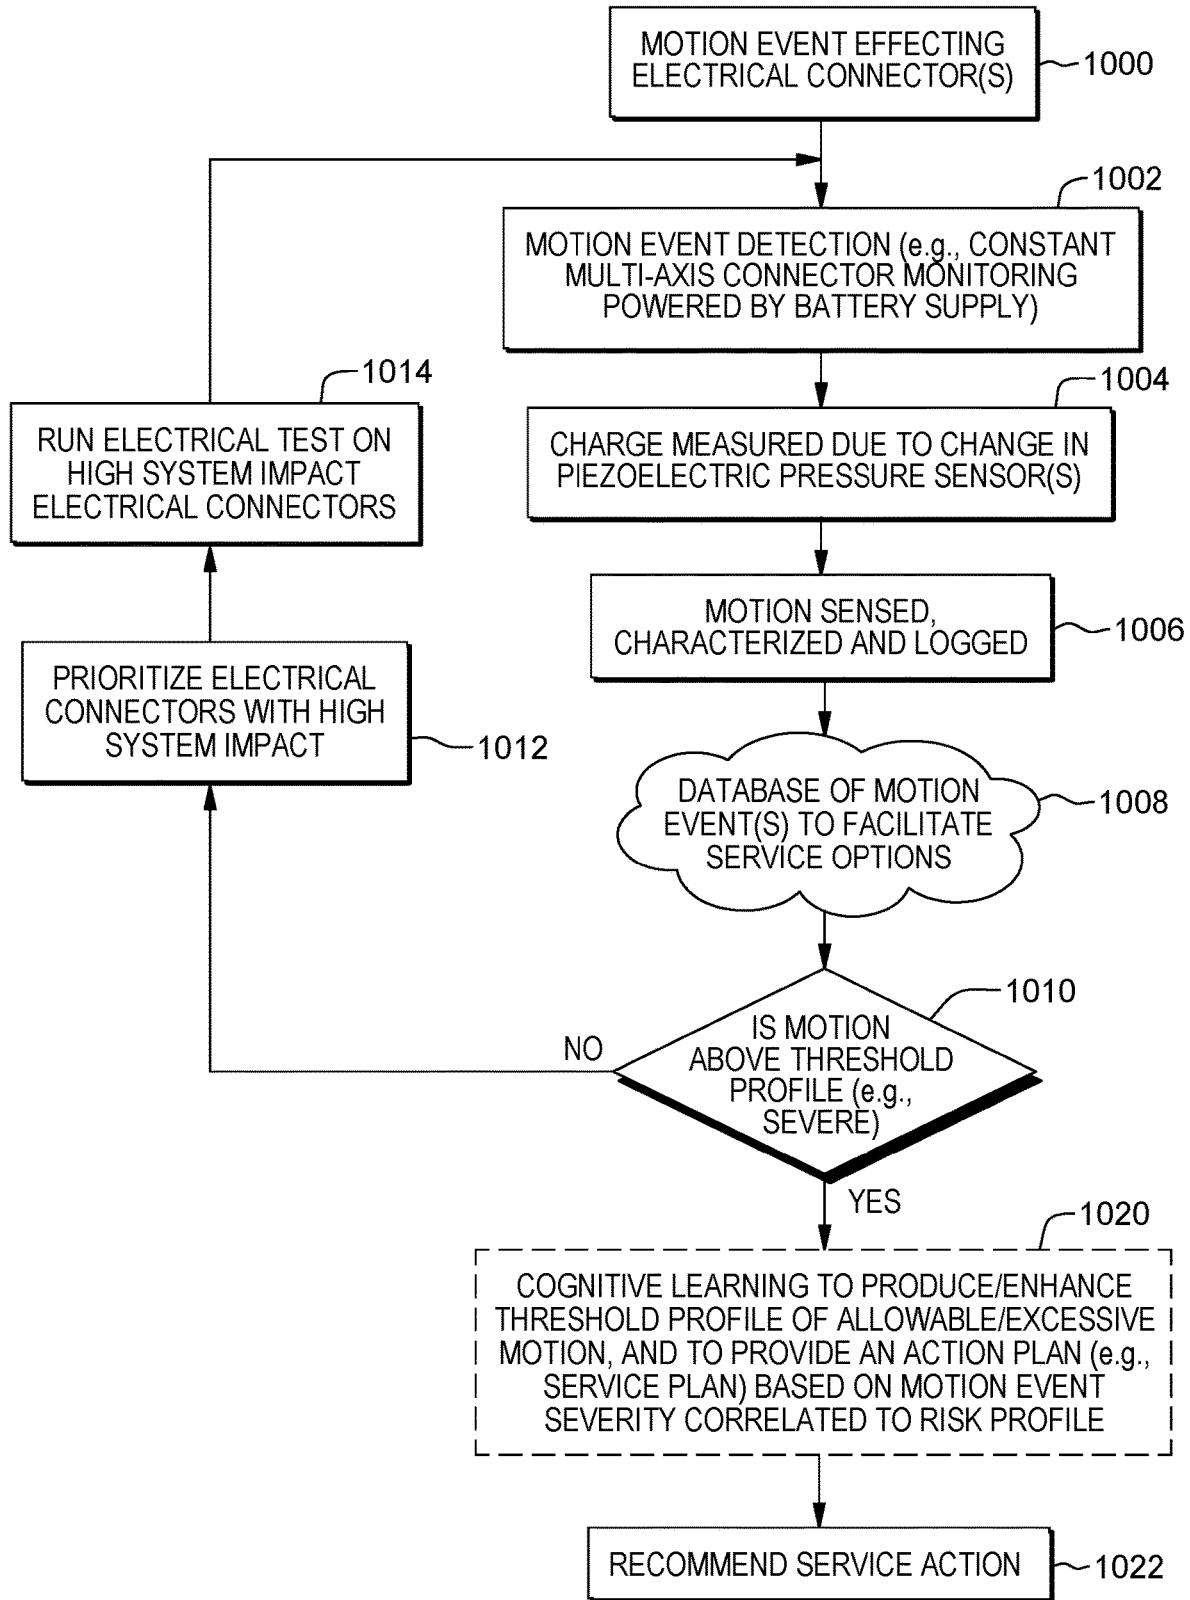 MOTION EVENT EFFECTING
ELECTRICAL CONNECTOR(S)
1000
1002
MOTION EVENT DETECTION (e.g., CONSTANT
MULTI-AXIS CONNECTOR MONITORING
POWERED BY BATTERY SUPPLY)
1004
CHARGE MEASURED DUE TO CHANGE IN
PIEZOELECTRIC PRESSURE SENSOR(S)
MOTION SENSED,
CHARACTERIZED AND LOGGED
1006
DATABASE OF MOTION
EVENT(S) TO FACILITATE
SERVICE OPTIONS
1008
1010
IS MOTION
ABOVE THRESHOLD
PROFILE (e.g.,
SEVERE)
NO
PRIORITIZE ELECTRICAL
CONNECTORS WITH HIGH
SYSTEM IMPACT
1012
1014
RUN ELECTRICAL TEST ON
HIGH SYSTEM IMPACT
ELECTRICAL CONNECTORS
YES
1020
COGNITIVE LEARNING TO PRODUCE/ENHANCE
THRESHOLD PROFILE OF ALLOWABLE/EXCESSIVE
MOTION, AND TO PROVIDE AN ACTION PLAN (e.g.,
SERVICE PLAN) BASED ON MOTION EVENT
SEVERITY CORRELATED TO RISK PROFILE
RECOMMEND SERVICE ACTION
1022